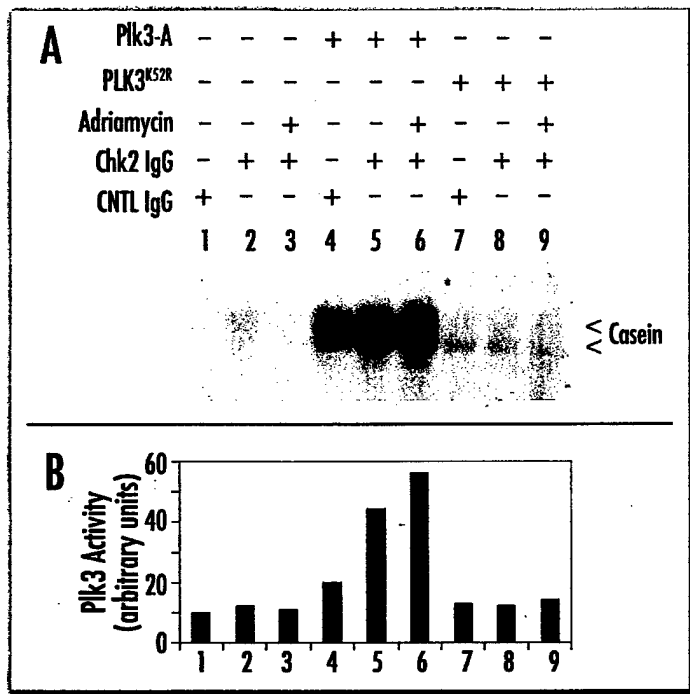 A
Plk3-A - - - + + + - - -
PLK3K52R - - - - - - + + +
Adriamycin - - + - - + - - +
Chk2 IgG - + + - + + - + +
CNTL IgG + - - + - - + - -
1 2 3 4 5 6 7 8 9
< Casein
<
B
Plk3 Activity
(arbitrary units)
60
40
20
0
1 2 3 4 5 6 7 8 9